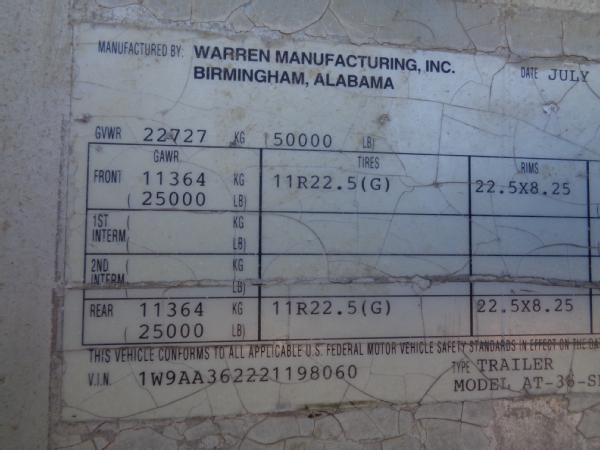 MANUFACTURED BY: WARREN MANUFACTURING, INC. DATE JULY
BIRMINGHAM, ALABAMA
GVWR 22727 KG (50000 LB)
GAWR TIRES RIMS
FRONT 11364 KG 11R22.5(G) 22.5X8.25
(25000 LB)
1ST ( KG
INTERM ( LB)
2ND ( KG
INTERM ( LB)
REAR 11364 KG 11R22.5(G) 22.5X8.25
(25000 LB)
THIS VEHICLE CONFORMS TO ALL APPLICABLE U.S. FEDERAL MOTOR VEHICLE SAFETY STANDARDS IN EFFECT ON THE DA
V.I.N. 1W9AA362221198060 TYPE TRAILER
MODEL AT-36-S